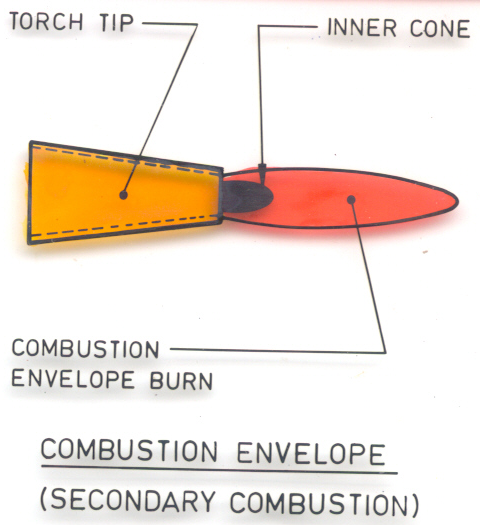 TORCH TIP
INNER CONE
COMBUSTION
ENVELOPE BURN
COMBUSTION ENVELOPE
(SECONDARY COMBUSTION)